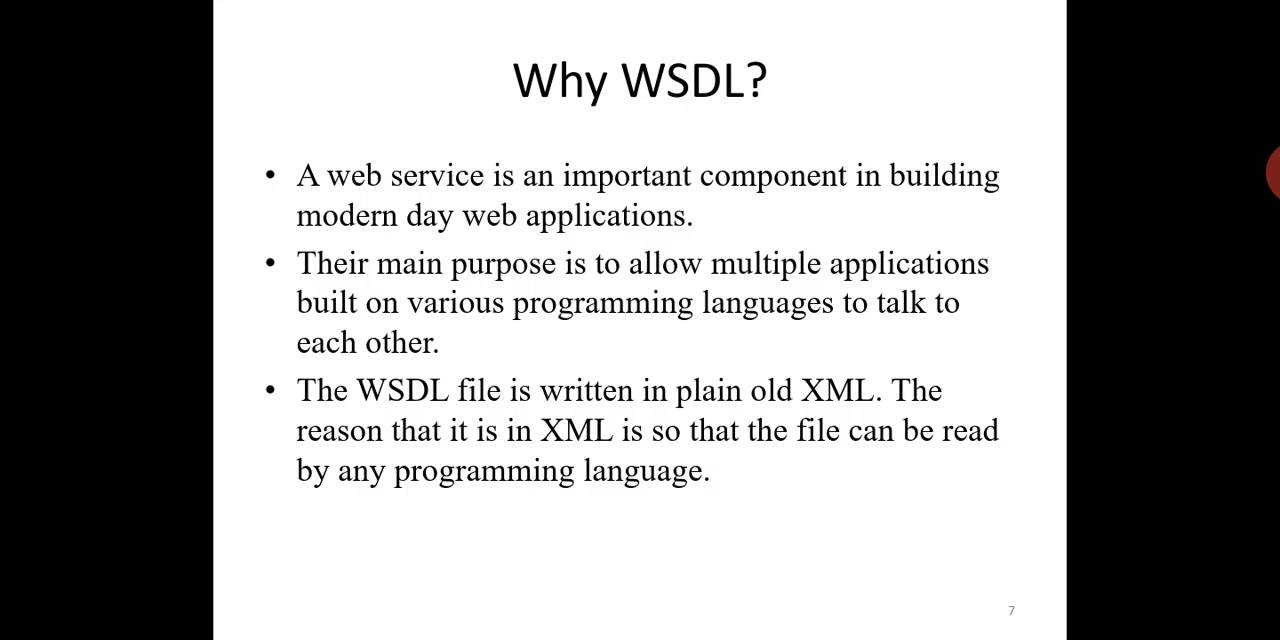 Why WSDL?
• A web service is an important component in building
modern day web applications.
• Their main purpose is to allow multiple applications
built on various programming languages to talk to
each other.
• The WSDL file is written in plain old XML. The
reason that it is in XML is so that the file can be read
by any programming language.
7